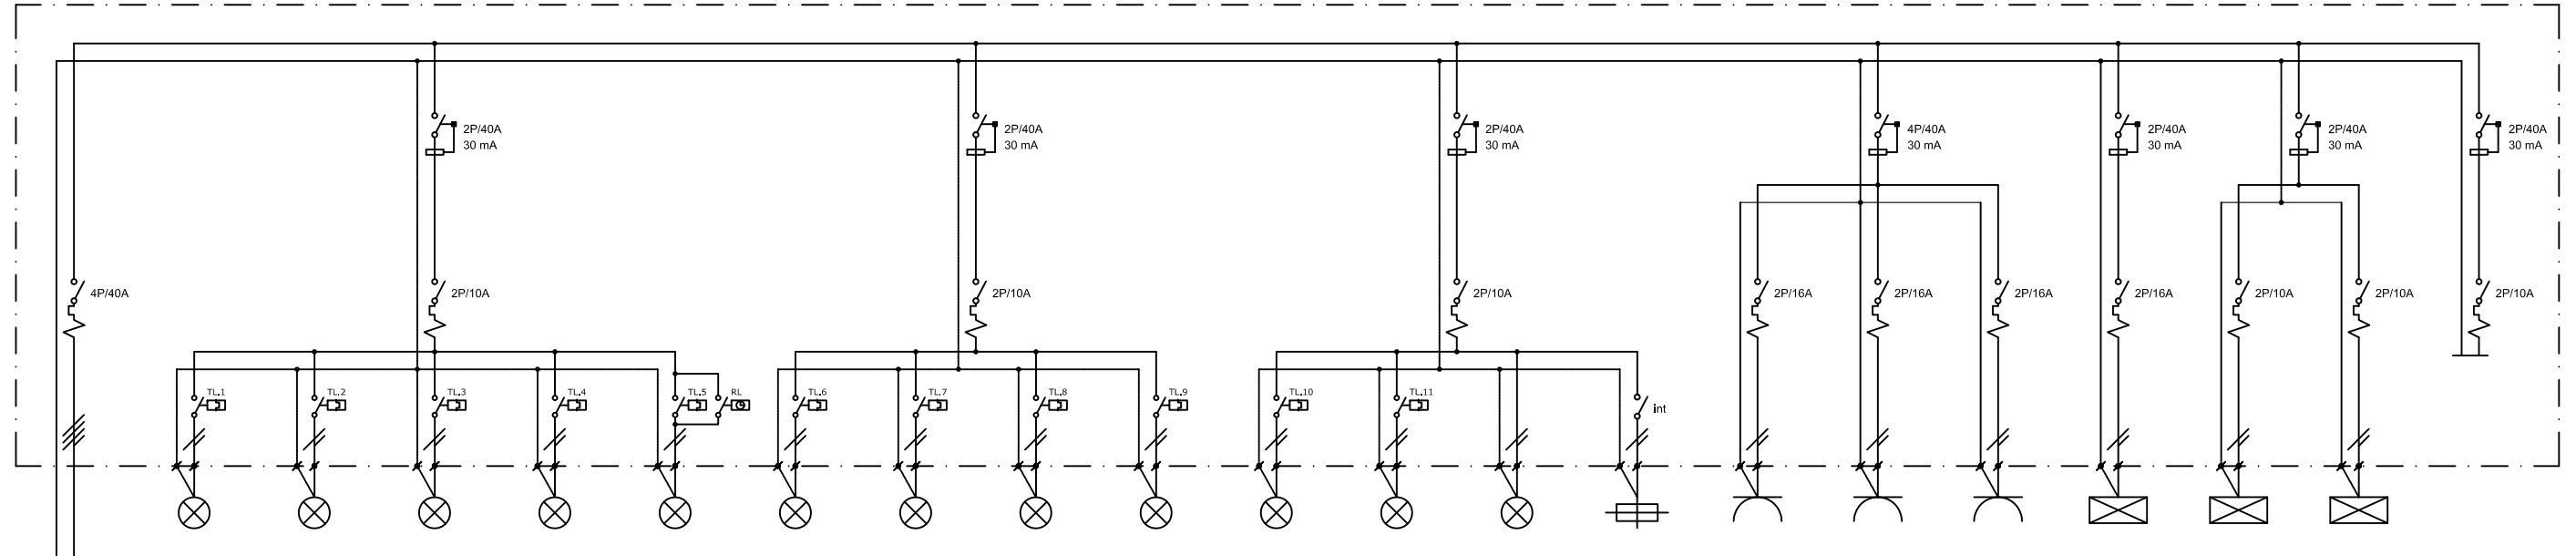 2P/40A
30 mA
2P/40A
30 mA
2P/40A
30 mA
4P/40A
30 mA
2P/40A
30 mA
2P/40A
30 mA
2P/40A
30 mA
4P/40A
2P/10A
2P/10A
2P/10A
2P/16A
2P/16A
2P/16A
2P/16A
2P/10A
2P/10A
2P/10A
TL.1
TL.2
TL.3
TL.4
TL.5
RL
TL.6
TL.7
TL.8
TL.9
TL.10
TL.11
int